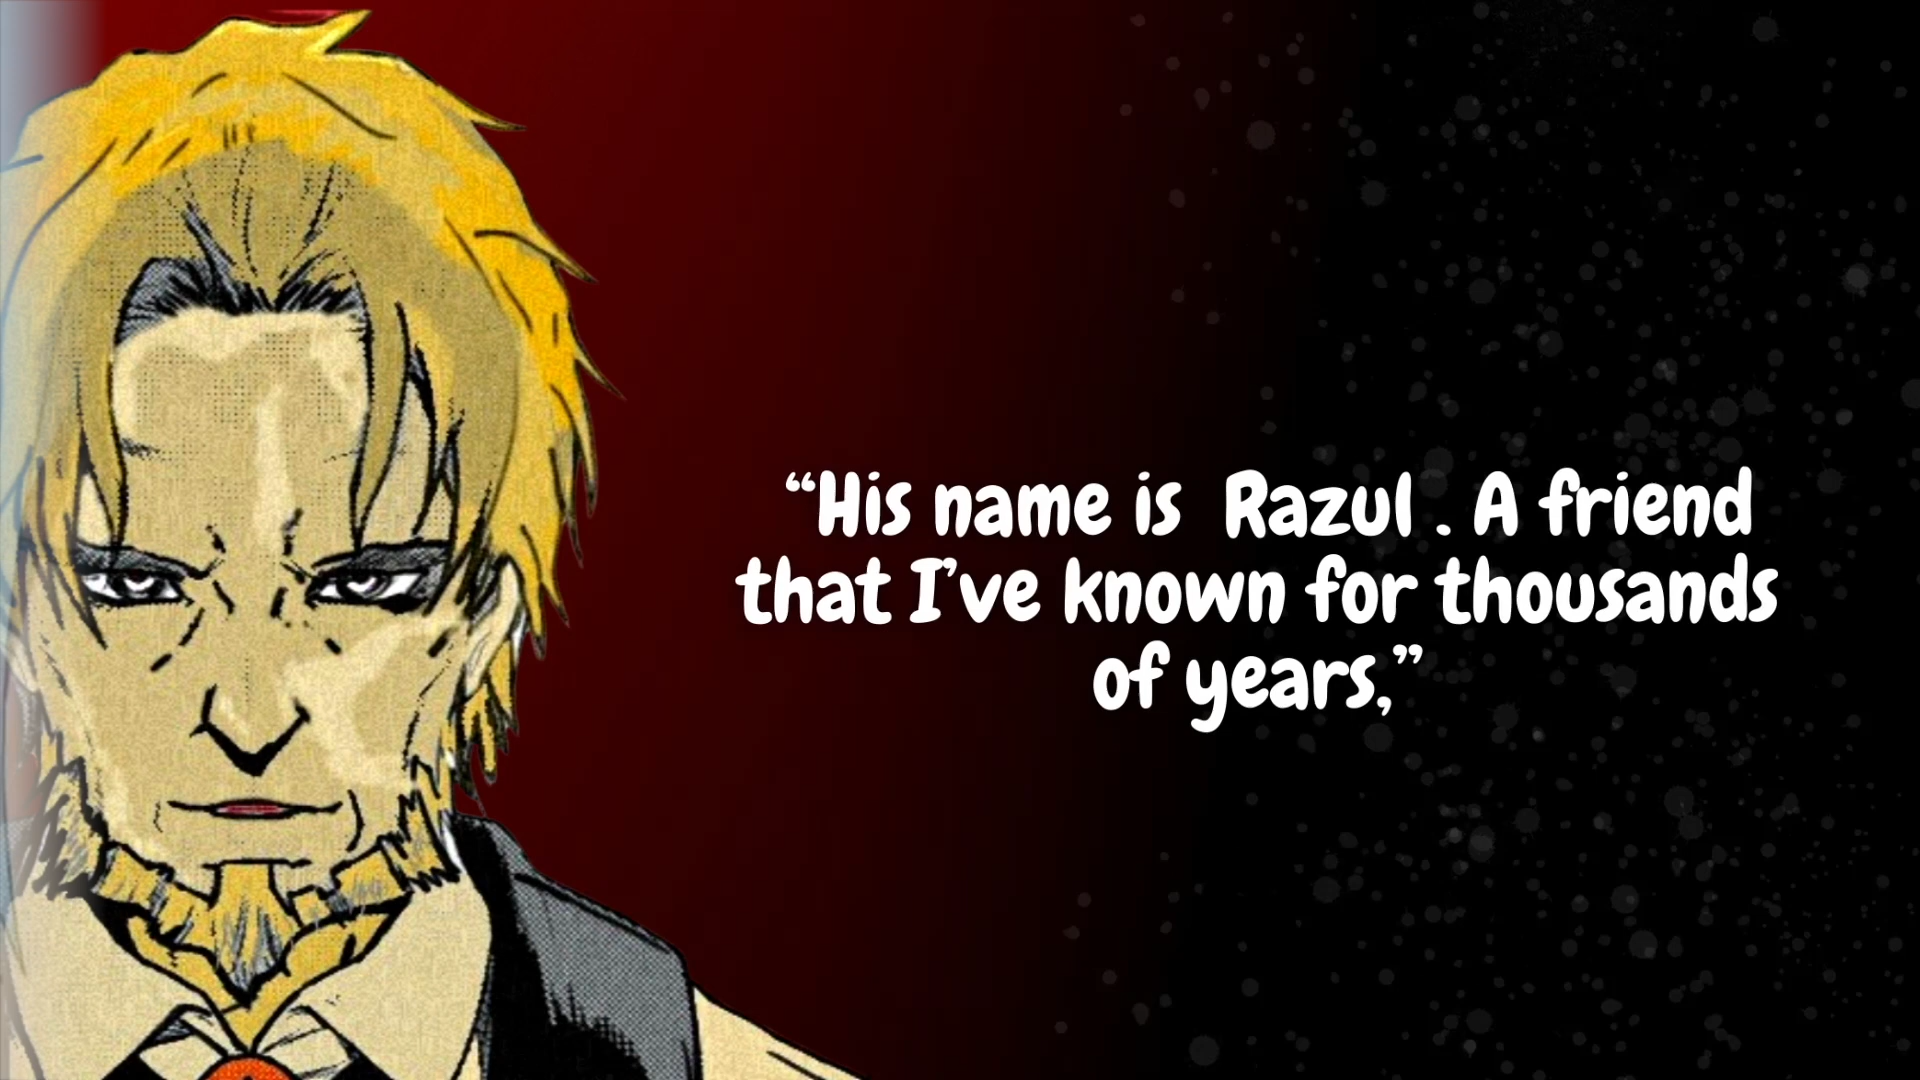 “His name is  Razul . A friend
that I’ve known for thousands
of years,”